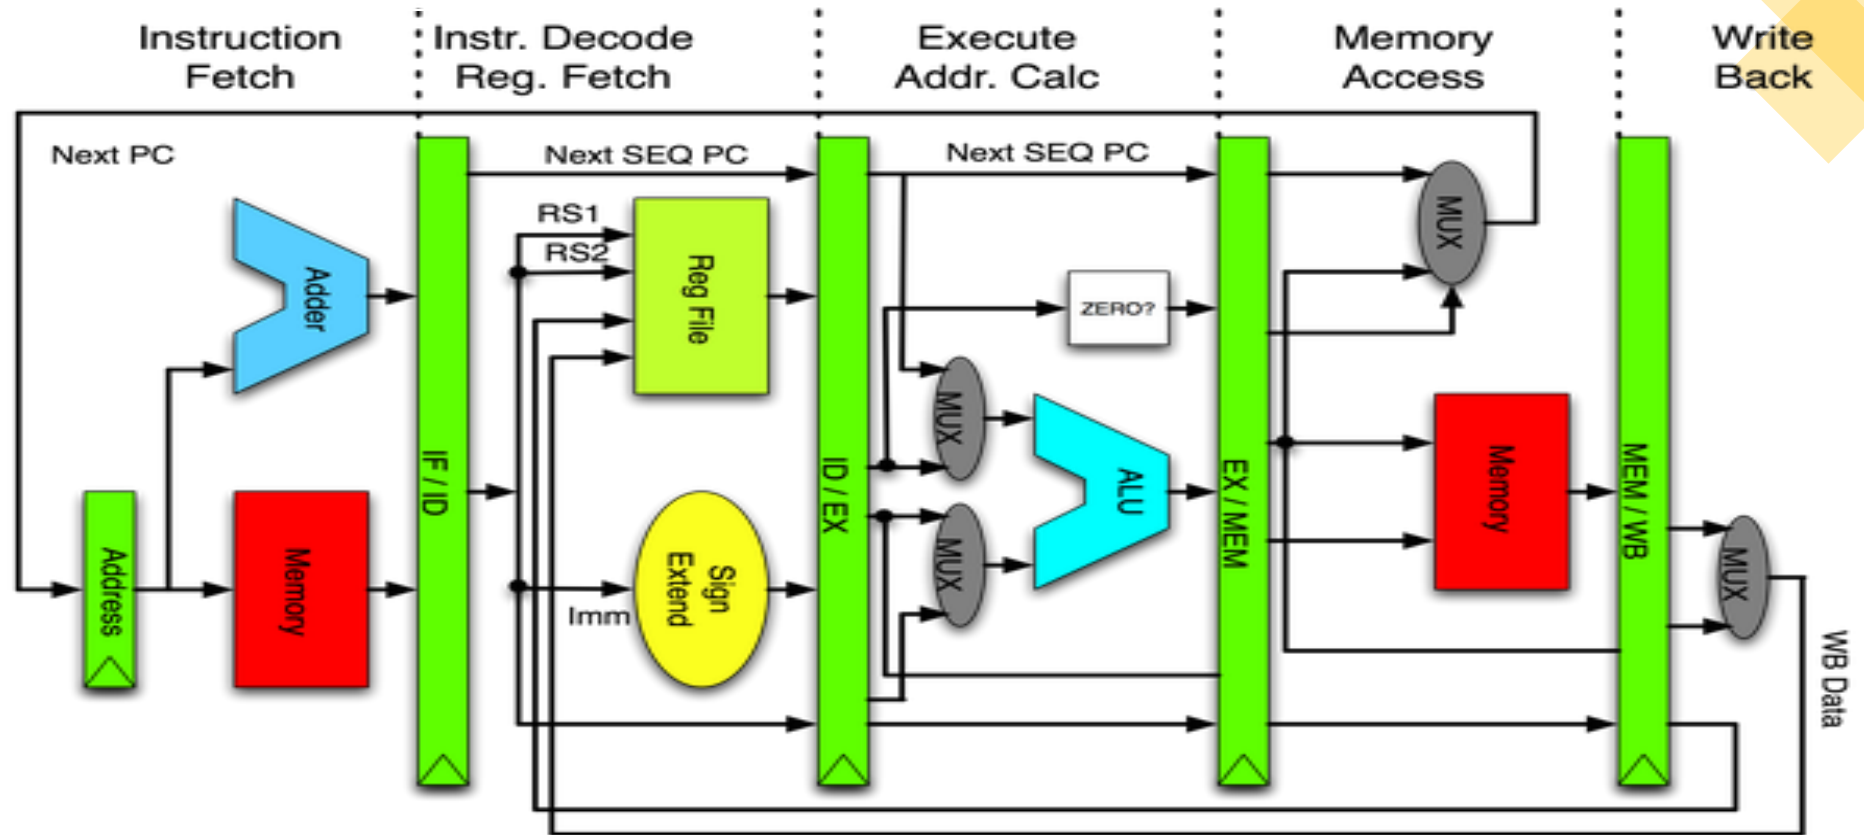 Instruction
Fetch
Instr. Decode
Reg. Fetch
Execute
Addr. Calc
Memory
Access
Write
Back
Next PC
Next SEQ PC
Next SEQ PC
RS1
RS2
Adder
Reg File
ZERO?
MUX
MUX
MUX
ALU
Address
Memory
IF / ID
Imm
Sign
Extend
ID / EX
EX / MEM
Memory
MEM / WB
MUX
WB Data